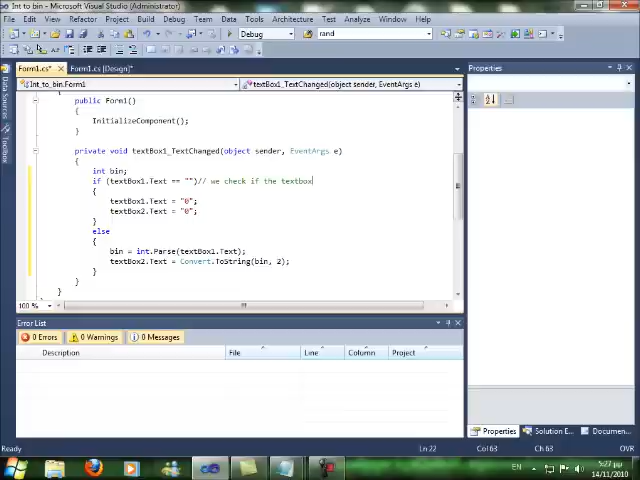 Int to bin - Microsoft Visual Studio (Administrator)
File Edit View Refactor Project Build Debug Team Data Tools Architecture Test Analyze Window Help
Debug rand
Form1.cs* Form1.cs [Design]*
Int_to_bin.Form1 textBox1_TextChanged(object sender, EventArgs e)
Data Sources
Toolbox
public Form1()
{
InitializeComponent();
}
private void textBox1_TextChanged(object sender, EventArgs e)
{
int bin;
if (textBox1.Text == "")// we check if the textbox
{
textBox1.Text = "0";
textBox2.Text = "0";
}
else
{
bin = int.Parse(textBox1.Text);
textBox2.Text = Convert.ToString(bin, 2);
}
}
}
100 %
Properties
Error List
0 Errors 0 Warnings 0 Messages
Description File Line Column Project
Properties Solution E... Documen...
Ready Ln 22 Col 63 Ch 63 OVR
EN 5:27 μμ
14/11/2010